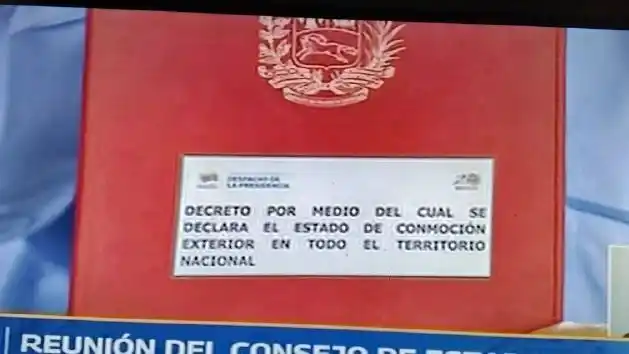 DESPACHO DE
LA PRESIDENCIA
DECRETO POR MEDIO DEL CUAL SE
DECLARA EL ESTADO DE CONMOCIÓN
EXTERIOR EN TODO EL TERRITORIO
NACIONAL
REUNIÓN DEL CONSEJO DE